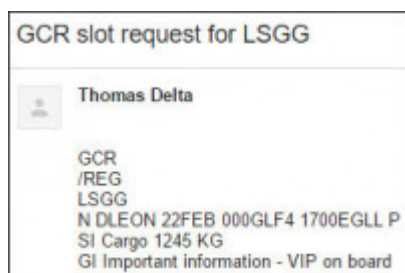 GCR slot request for LSGG
Thomas Delta
GCR
/REG
LSGG
N DLEON 22FEB 000GLF4 1700EGLL P
SI Cargo 1245 KG
GI Important information - VIP on board